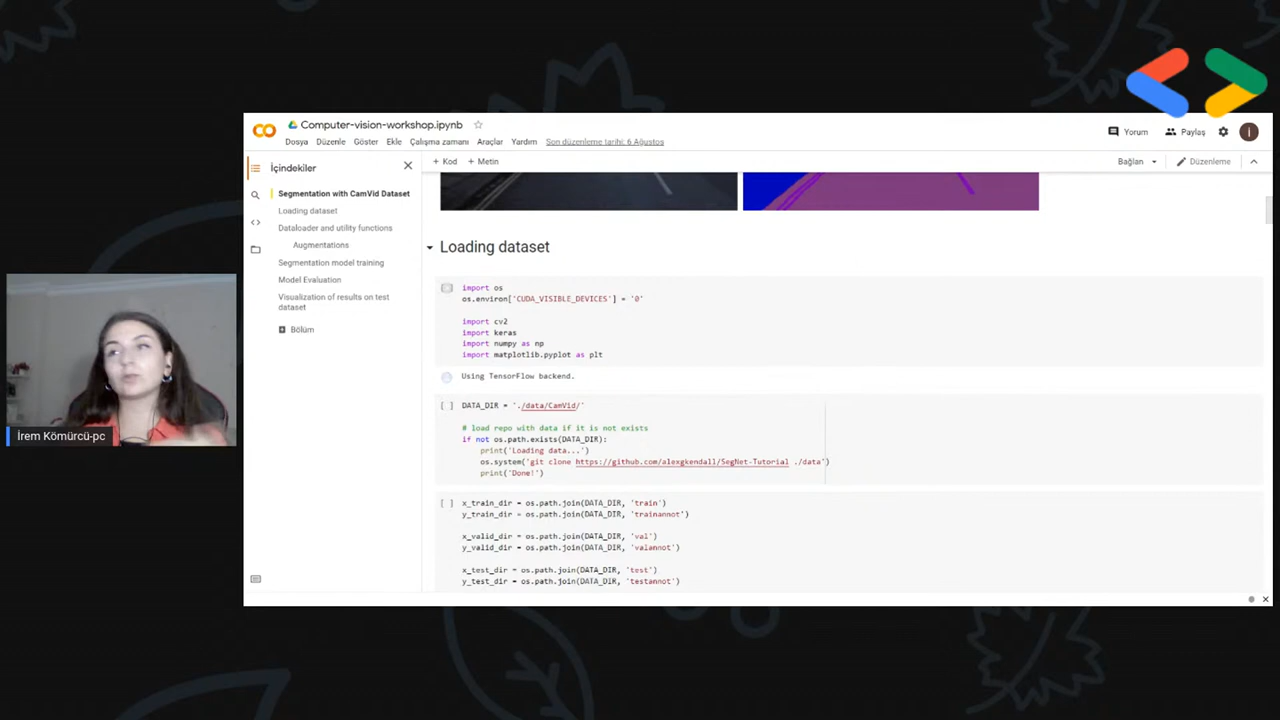 Computer-vision-workshop.ipynb
Dosya Düzenle Göster Ekle Çalışma zamanı Araçlar Yardım Son düzenleme tarihi: 6 Ağustos
Yorum Paylaş
i
İçindekiler
Segmentation with CamVid Dataset
Loading dataset
Dataloader and utility functions
Augmentations
Segmentation model training
Model Evaluation
Visualization of results on test
dataset
Bölüm
+ Kod + Metin
Bağlan Düzenleme
Loading dataset
import os
os.environ['CUDA_VISIBLE_DEVICES'] = '0'
import cv2
import keras
import numpy as np
import matplotlib.pyplot as plt
Using TensorFlow backend.
[ ] DATA_DIR = './data/CamVid/'
# load repo with data if it is not exists
if not os.path.exists(DATA_DIR):
print('Loading data...')
os.system('git clone https://github.com/alexgkendall/SegNet-Tutorial ./data')
print('Done!')
[ ] x_train_dir = os.path.join(DATA_DIR, 'train')
y_train_dir = os.path.join(DATA_DIR, 'trainannot')
x_valid_dir = os.path.join(DATA_DIR, 'val')
y_valid_dir = os.path.join(DATA_DIR, 'valannot')
x_test_dir = os.path.join(DATA_DIR, 'test')
y_test_dir = os.path.join(DATA_DIR, 'testannot')
İrem Kömürcü-pc